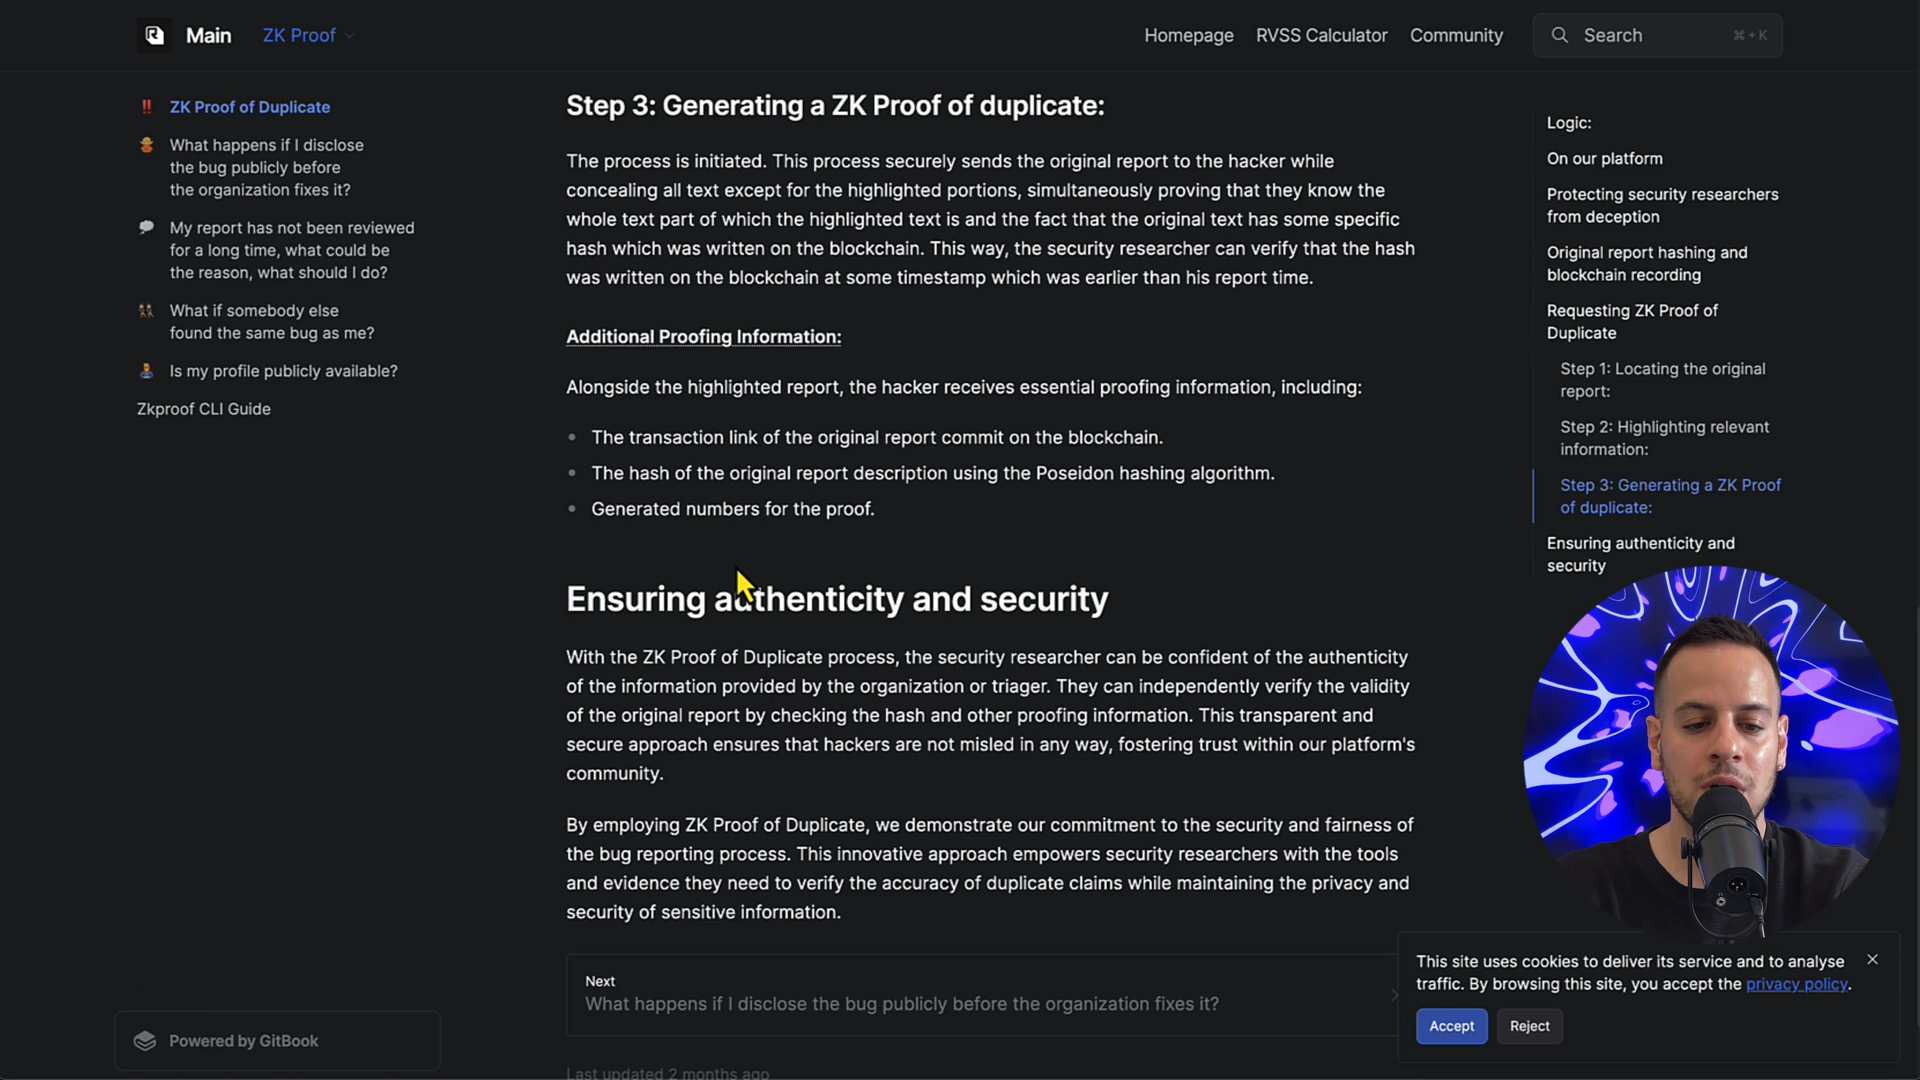 Main
ZK Proof
Homepage
RVSS Calculator
Community
Search
⌘+K
ZK Proof of Duplicate
What happens if I disclose
the bug publicly before
the organization fixes it?
My report has not been reviewed
for a long time, what could be
the reason, what should I do?
What if somebody else
found the same bug as me?
Is my profile publicly available?
Zkproof CLI Guide
Powered by GitBook
Step 3: Generating a ZK Proof of duplicate:
The process is initiated. This process securely sends the original report to the hacker while
concealing all text except for the highlighted portions, simultaneously proving that they know the
whole text part of which the highlighted text is and the fact that the original text has some specific
hash which was written on the blockchain. This way, the security researcher can verify that the hash
was written on the blockchain at some timestamp which was earlier than his report time.
Additional Proofing Information:
Alongside the highlighted report, the hacker receives essential proofing information, including:
The transaction link of the original report commit on the blockchain.
The hash of the original report description using the Poseidon hashing algorithm.
Generated numbers for the proof.
Ensuring authenticity and security
With the ZK Proof of Duplicate process, the security researcher can be confident of the authenticity
of the information provided by the organization or triager. They can independently verify the validity
of the original report by checking the hash and other proofing information. This transparent and
secure approach ensures that hackers are not misled in any way, fostering trust within our platform's
community.
By employing ZK Proof of Duplicate, we demonstrate our commitment to the security and fairness of
the bug reporting process. This innovative approach empowers security researchers with the tools
and evidence they need to verify the accuracy of duplicate claims while maintaining the privacy and
security of sensitive information.
Next
What happens if I disclose the bug publicly before the organization fixes it?
Last updated 2 months ago
Logic:
On our platform
Protecting security researchers
from deception
Original report hashing and
blockchain recording
Requesting ZK Proof of
Duplicate
Step 1: Locating the original
report:
Step 2: Highlighting relevant
information:
Step 3: Generating a ZK Proof
of duplicate:
Ensuring authenticity and
security
This site uses cookies to deliver its service and to analyse
traffic. By browsing this site, you accept the privacy policy.
Accept
Reject